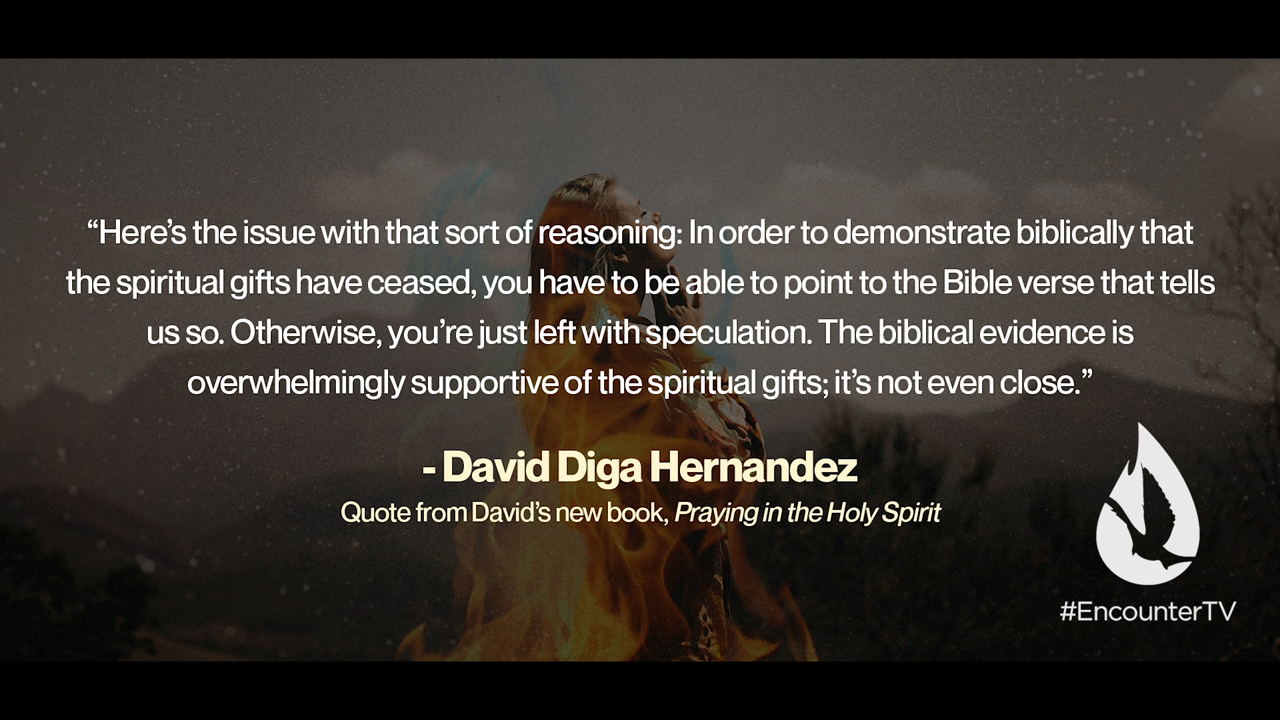 “Here’s the issue with that sort of reasoning: In order to demonstrate biblically that
the spiritual gifts have ceased, you have to be able to point to the Bible verse that tells
us so. Otherwise, you’re just left with speculation. The biblical evidence is
overwhelmingly supportive of the spiritual gifts; it’s not even close.”
- David Diga Hernandez
Quote from David’s new book, Praying in the Holy Spirit
#EncounterTV